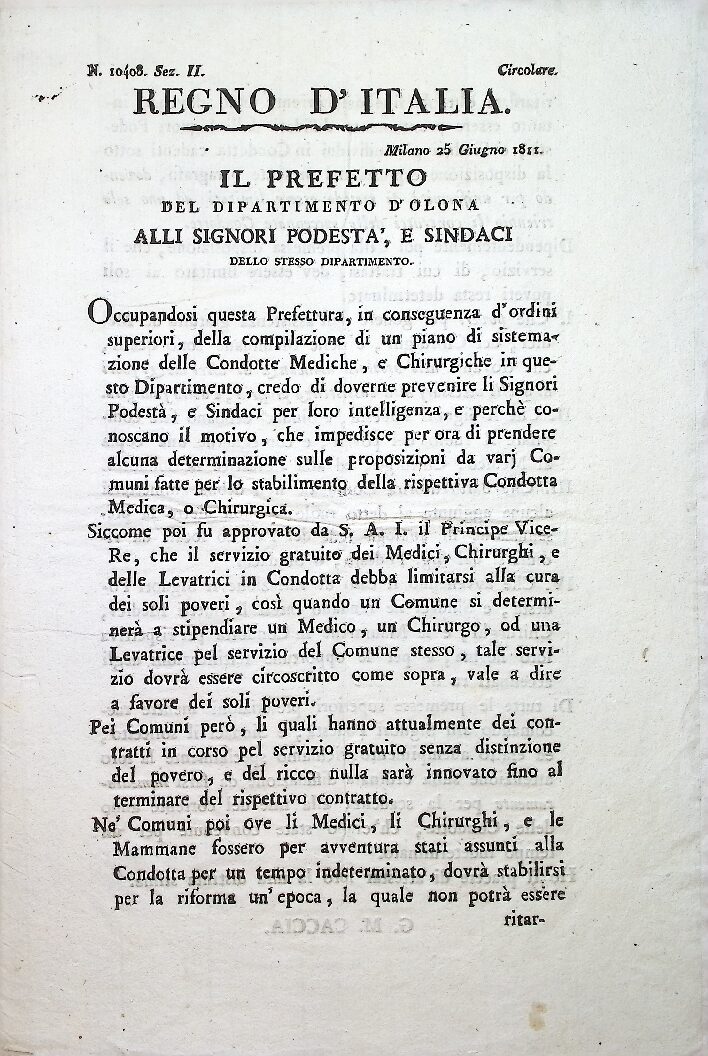 N. 10408. Sez. II. Circolare.
REGNO D'ITALIA.
Milano 25 Giugno 1811.
IL PREFETTO
DEL DIPARTIMENTO D'OLONA
ALLI SIGNORI PODESTA', E SINDACI
DELLO STESSO DIPARTIMENTO.
Occupandosi questa Prefettura, in conseguenza d'ordini
superiori, della compilazione di un piano di sistema-
zione delle Condotte Mediche, e Chirurgiche in que-
sto Dipartimento, credo di doverne prevenire li Signori
Podestà, e Sindaci per loro intelligenza, e perchè co-
noscano il motivo, che impedisce per ora di prendere
alcuna determinazione sulle proposizioni da varj Co-
muni fatte per lo stabilimento della rispettiva Condotta
Medica, o Chirurgica.
Siccome poi fu approvato da S. A. I. il Principe Vice-
Re, che il servizio gratuito dei Medici, Chirurghi, e
delle Levatrici in Condotta debba limitarsi alla cura
dei soli poveri, così quando un Comune si determi-
nerà a stipendiare un Medico, un Chirurgo, od una
Levatrice pel servizio del Comune stesso, tale servi-
zio dovrà essere circoscritto come sopra, vale a dire
a favore dei soli poveri.
Pei Comuni però, li quali hanno attualmente dei con-
tratti in corso pel servizio gratuito senza distinzione
del povero, e del ricco nulla sarà innovato fino al
terminare del rispettivo contratto.
Ne' Comuni poi ove li Medici, li Chirurghi, e le
Mammane fossero per avventura stati assunti alla
Condotta per un tempo indeterminato, dovrà stabilirsi
per la riforma un'epoca, la quale non potrà essere
ritar-
G. M. CACCIA.